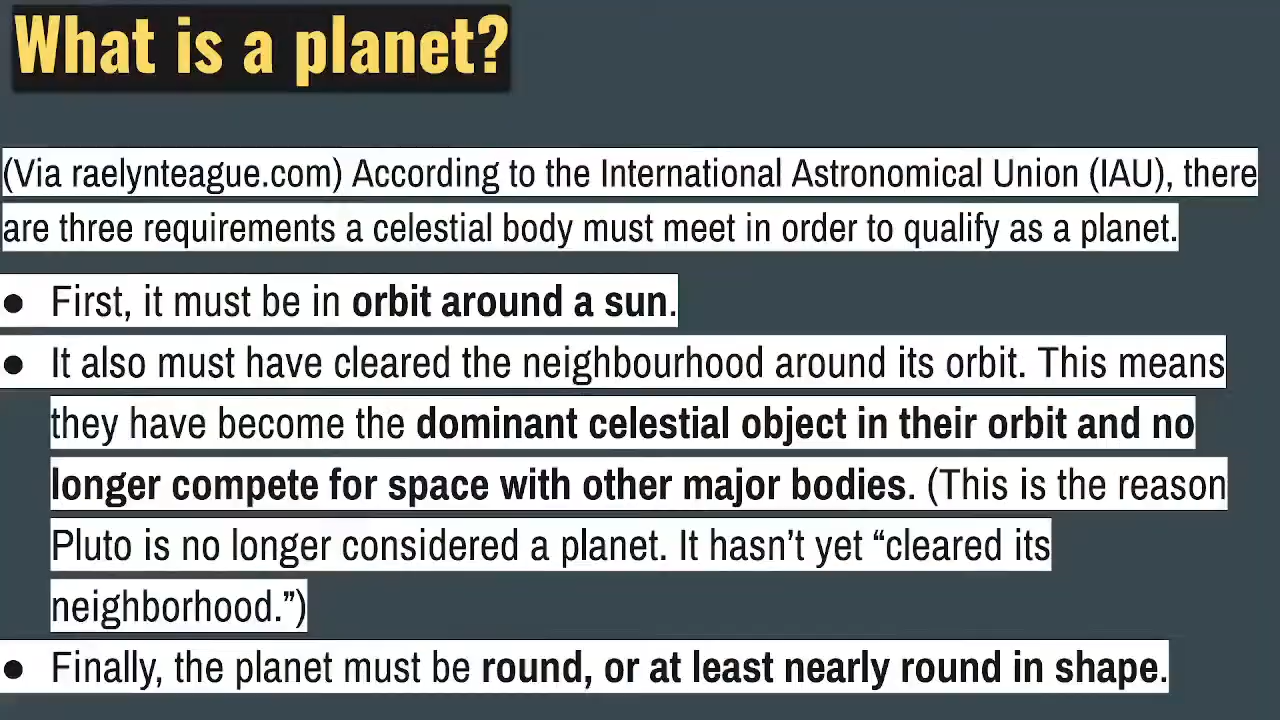 What is a planet?
(Via raelynteague.com) According to the International Astronomical Union (IAU), there
are three requirements a celestial body must meet in order to qualify as a planet.
● First, it must be in orbit around a sun.
● It also must have cleared the neighbourhood around its orbit. This means
they have become the dominant celestial object in their orbit and no
longer compete for space with other major bodies. (This is the reason
Pluto is no longer considered a planet. It hasn’t yet “cleared its
neighborhood.”)
● Finally, the planet must be round, or at least nearly round in shape.